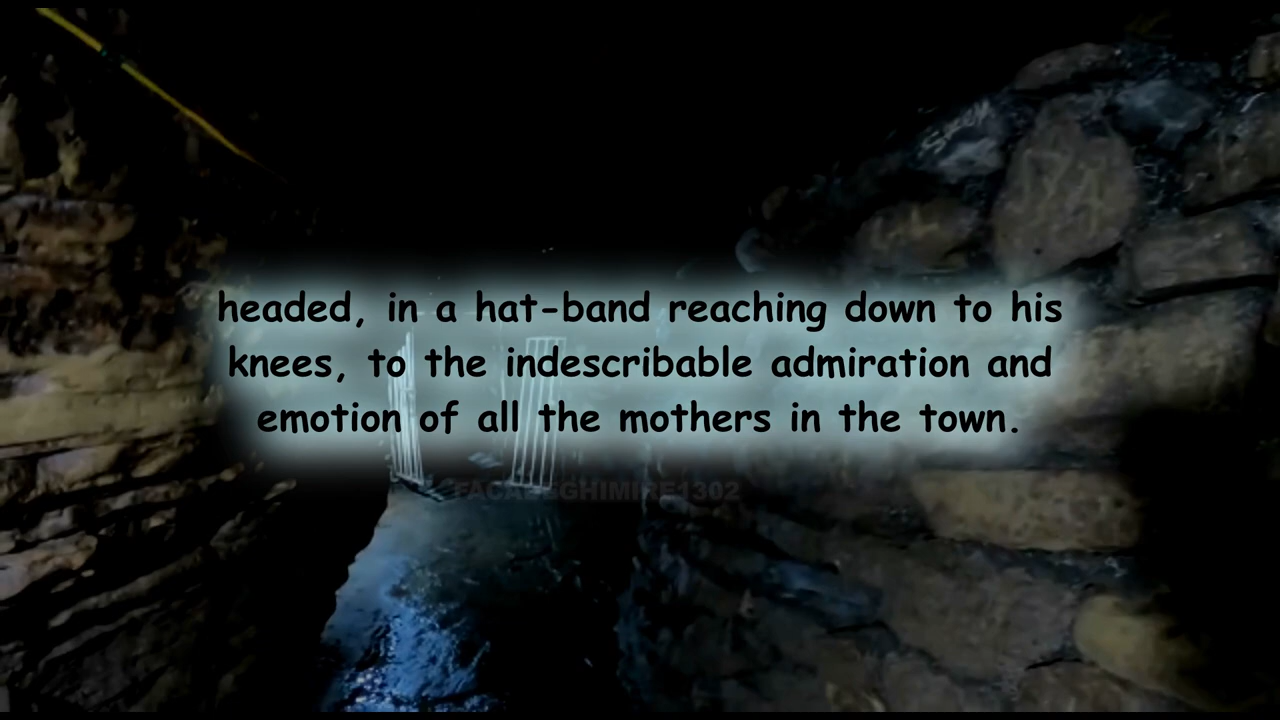 headed, in a hat-band reaching down to his
knees, to the indescribable admiration and
emotion of all the mothers in the town.